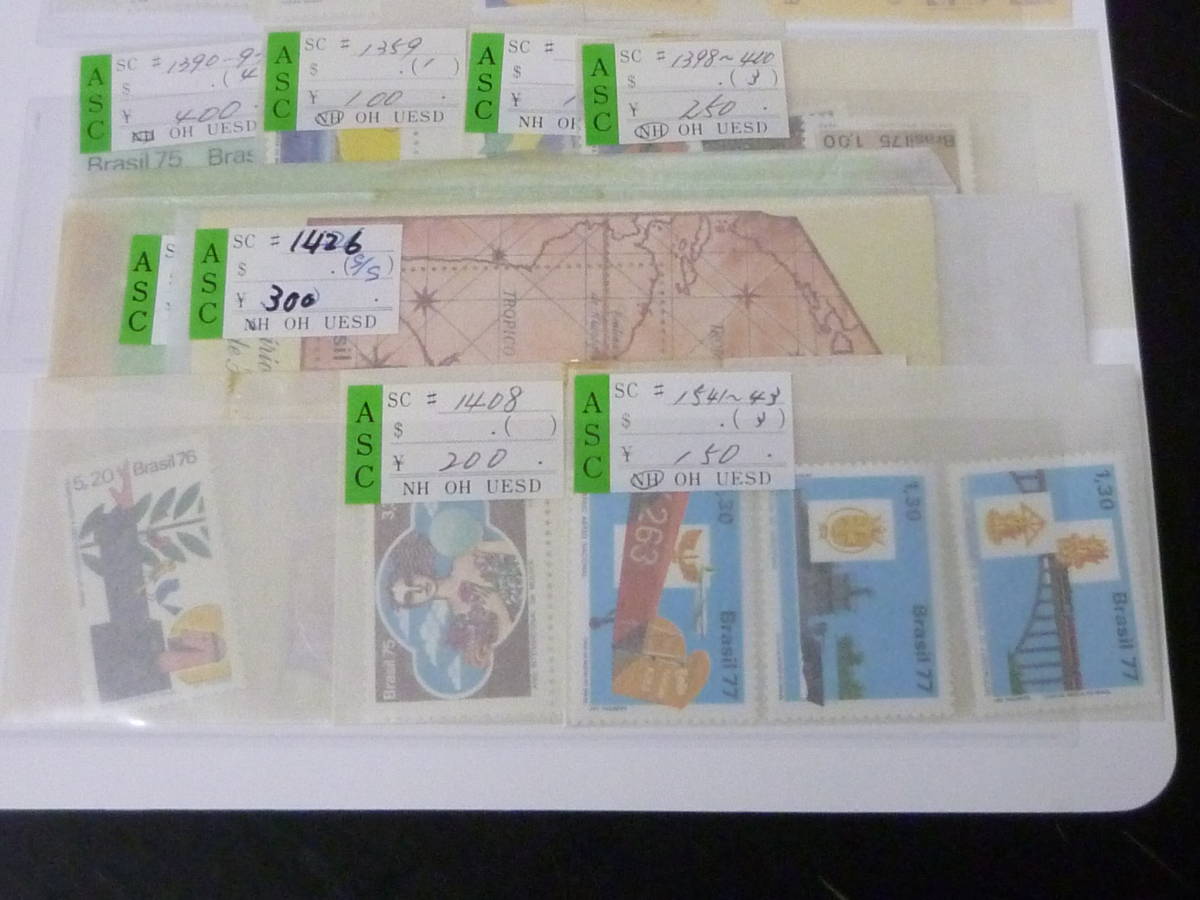 ASC
SC # 1390-9
$ .(4
¥ 400 .
NH OH UESD
ASC
SC # 1359
$ .(1)
¥ 100 .
NH OH UESD
ASC
SC #
$
¥ 1
NH OH
ASC
SC # 1398~400
$ .(3)
¥ 250 .
NH OH UESD
Brasil 75 Bras
Brasil 75 1,00
ASC
S
ASC
SC # 1426
$ .(S/S)
¥ 300 .
NH OH UESD
TROPICO
sil
ASC
SC # 1408
$ .( )
¥ 200 .
NH OH UESD
ASC
SC # 1541~43
$ .(3)
¥ 150 .
NH OH UESD
5,20 Brasil 76
Brasil 75
263
,30
Brasil 77
1,30
Brasil 77
1,30
Brasil 77